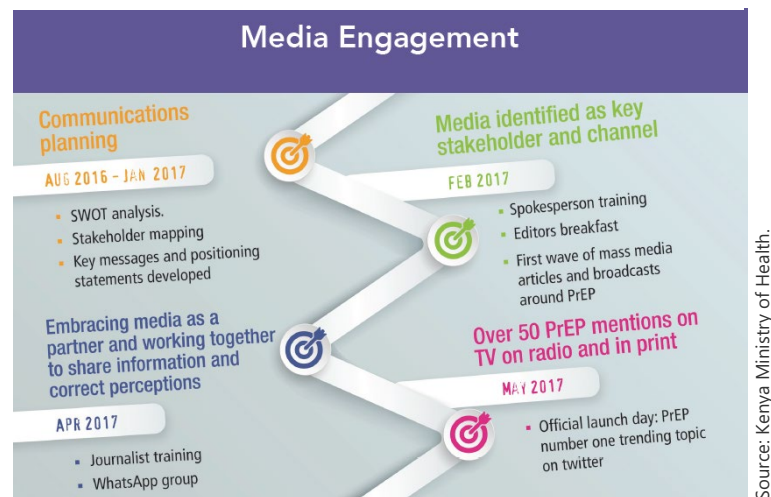 Media Engagement
Communications
planning
AUG 2016 - JAN 2017
▪ SWOT analysis.
▪ Stakeholder mapping
▪ Key messages and positioning
statements developed
Media identified as key
stakeholder and channel
FEB 2017
▪ Spokesperson training
▪ Editors breakfast
▪ First wave of mass media
articles and broadcasts
around PrEP
Embracing media as a
partner and working together
to share information and
correct perceptions
APR 2017
▪ Journalist training
▪ WhatsApp group
Over 50 PrEP mentions on
TV on radio and in print
MAY 2017
▪ Official launch day: PrEP
number one trending topic
on twitter
Source: Kenya Ministry of Health.